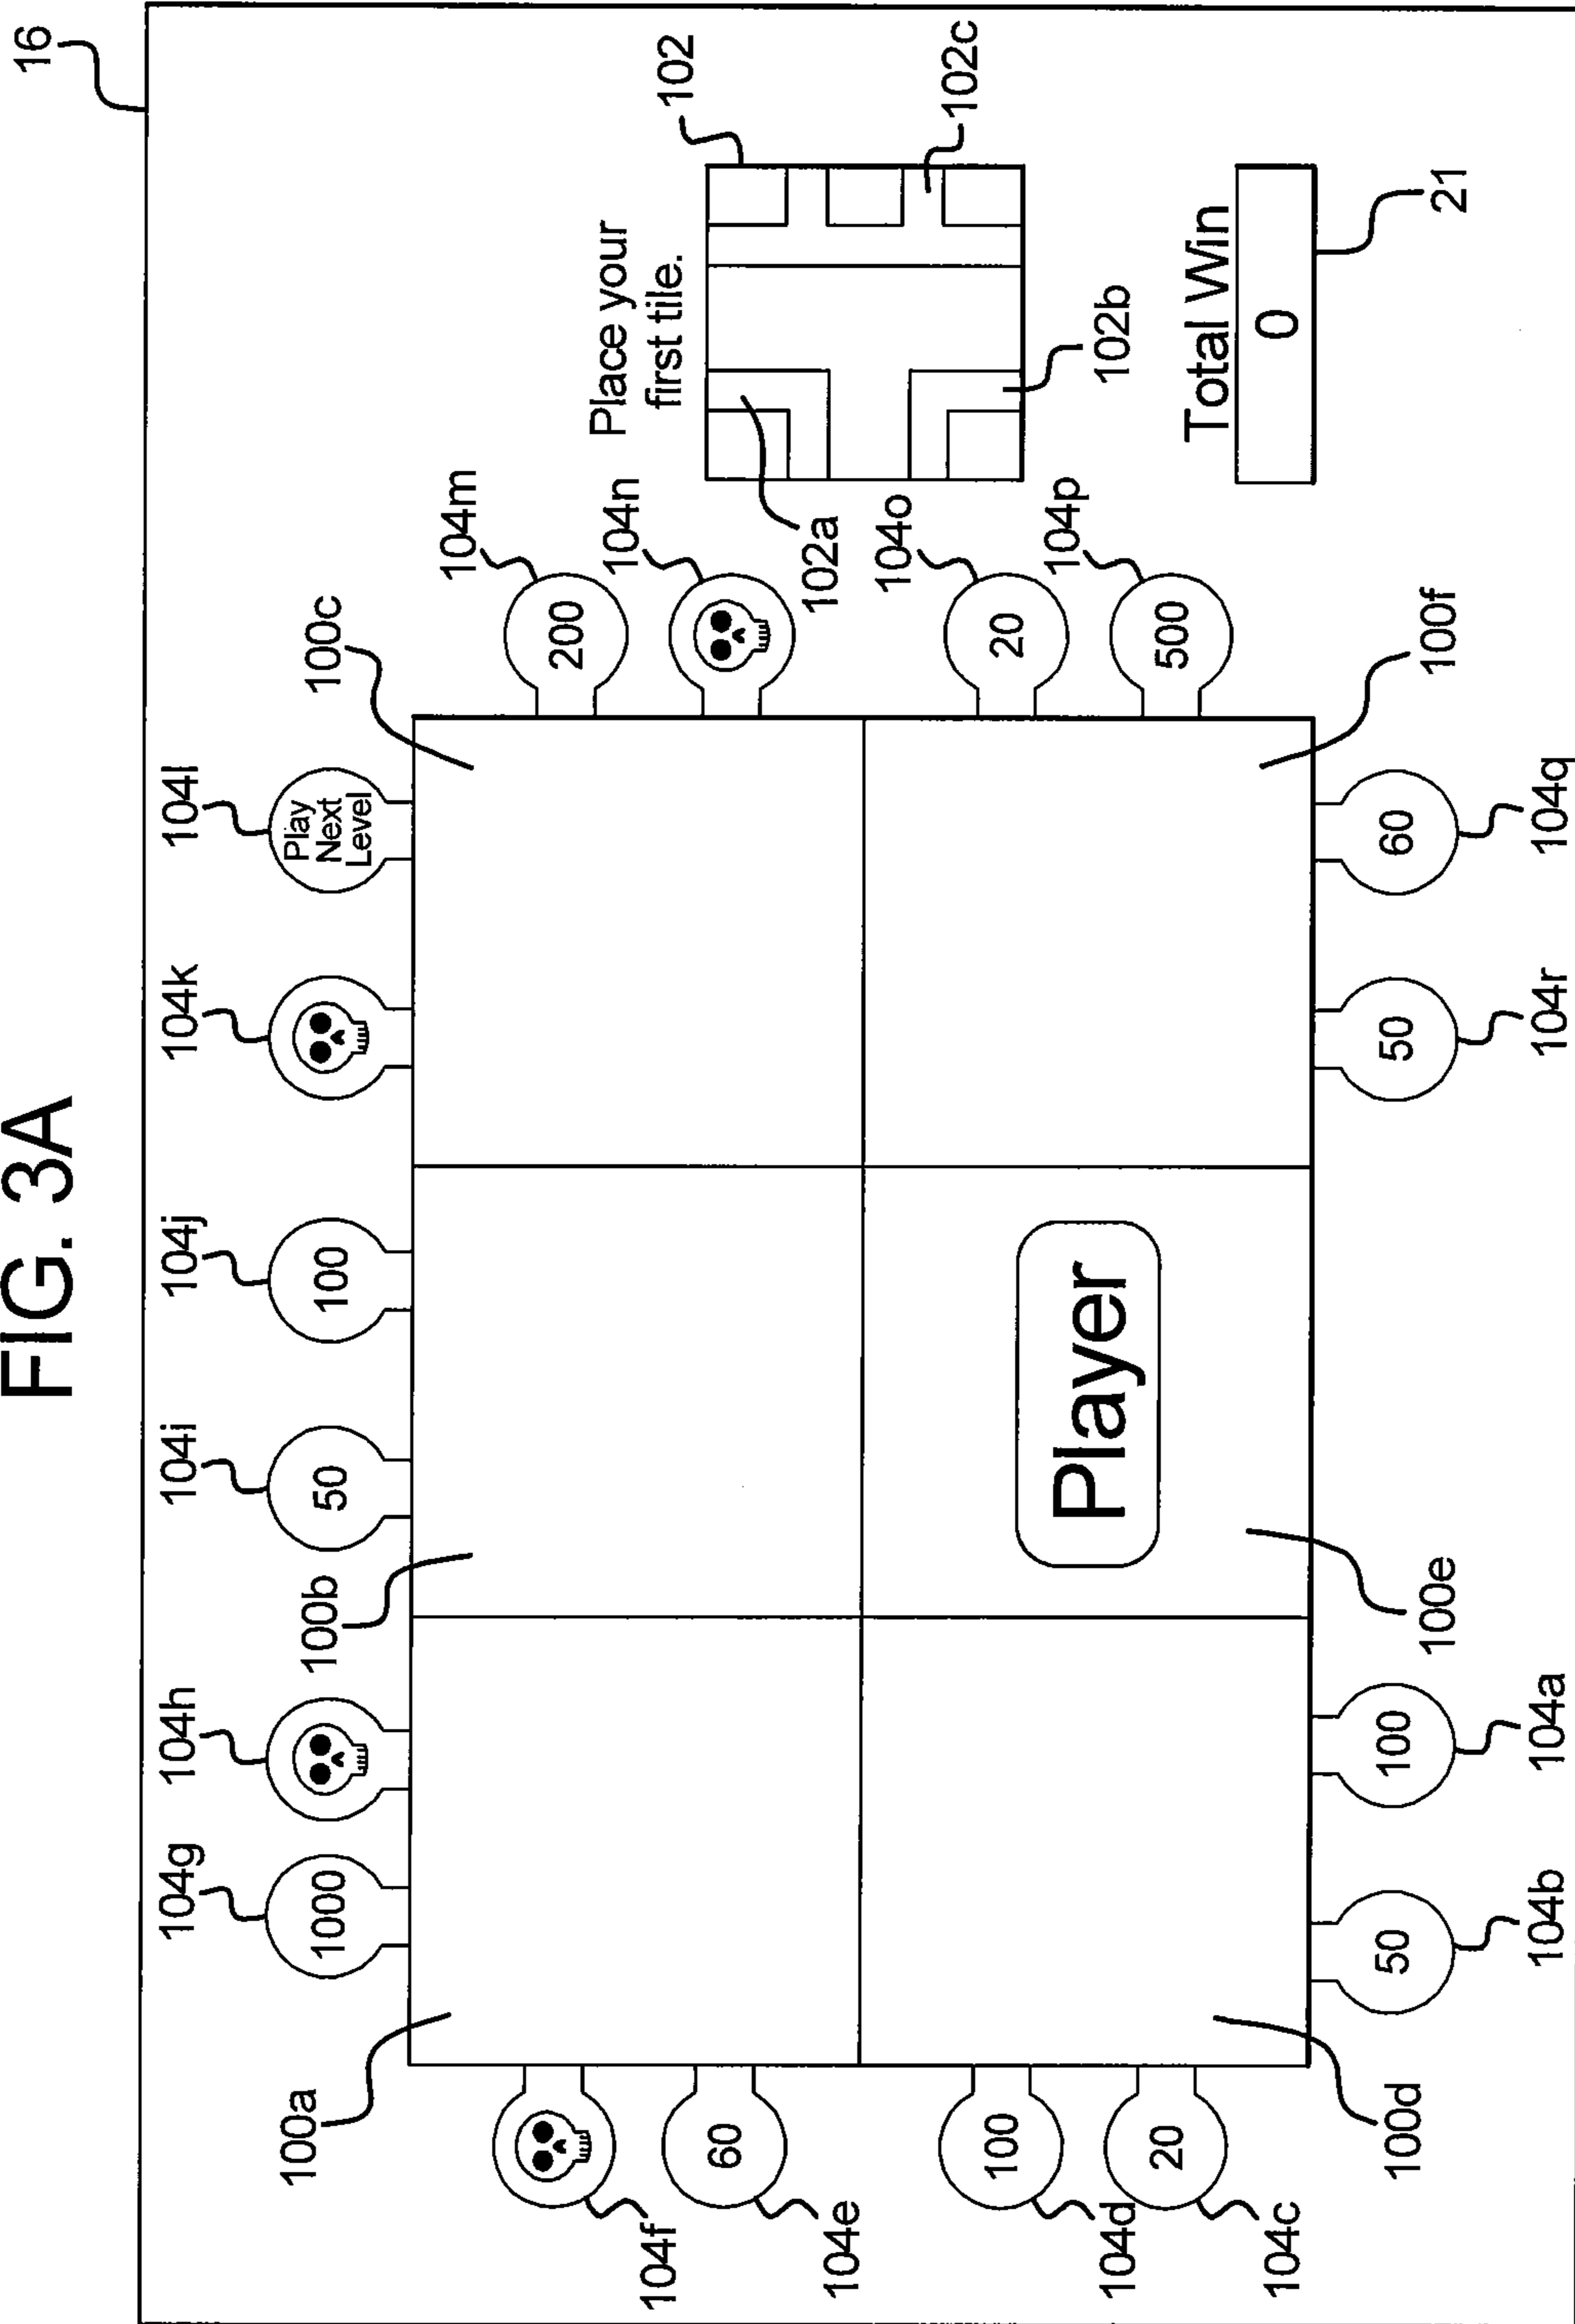 FIG. 3A
16
104g
104h
104i
104j
104k
104l
1000
50
100
Play
Next
Level
100a
100b
100c
104f
60
104e
100
104d
20
104c
200
104m
104n
20
104o
500
104p
Player
100d
100e
100f
50
100
50
60
104b
104a
104r
104q
Place your
first tile.
102
102a
102b
102c
Total Win
0
21